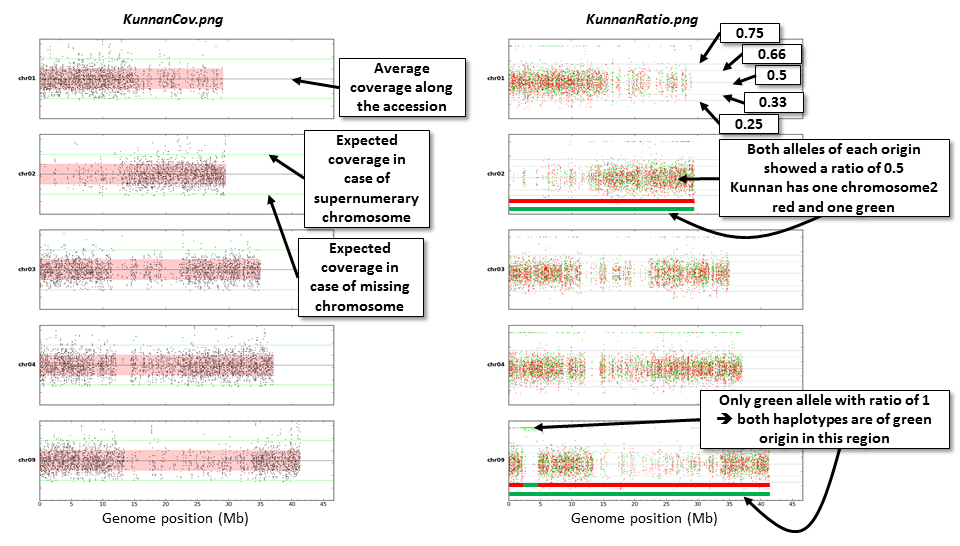 KunnanCov.png
KunnanRatio.png
chr01
chr02
chr03
chr04
chr09
0
5
10
15
20
25
30
35
40
45
Genome position (Mb)
Average
coverage along
the accession
Expected
coverage in
case of
supernumerary
chromosome
Expected
coverage in
case of missing
chromosome
chr01
chr02
chr03
chr04
chr09
0
5
10
15
20
25
30
35
40
45
Genome position (Mb)
0.75
0.66
0.5
0.33
0.25
Both alleles of each origin
showed a ratio of 0.5
Kunnan has one chromosome2
red and one green
Only green allele with ratio of 1
➔ both haplotypes are of green
origin in this region